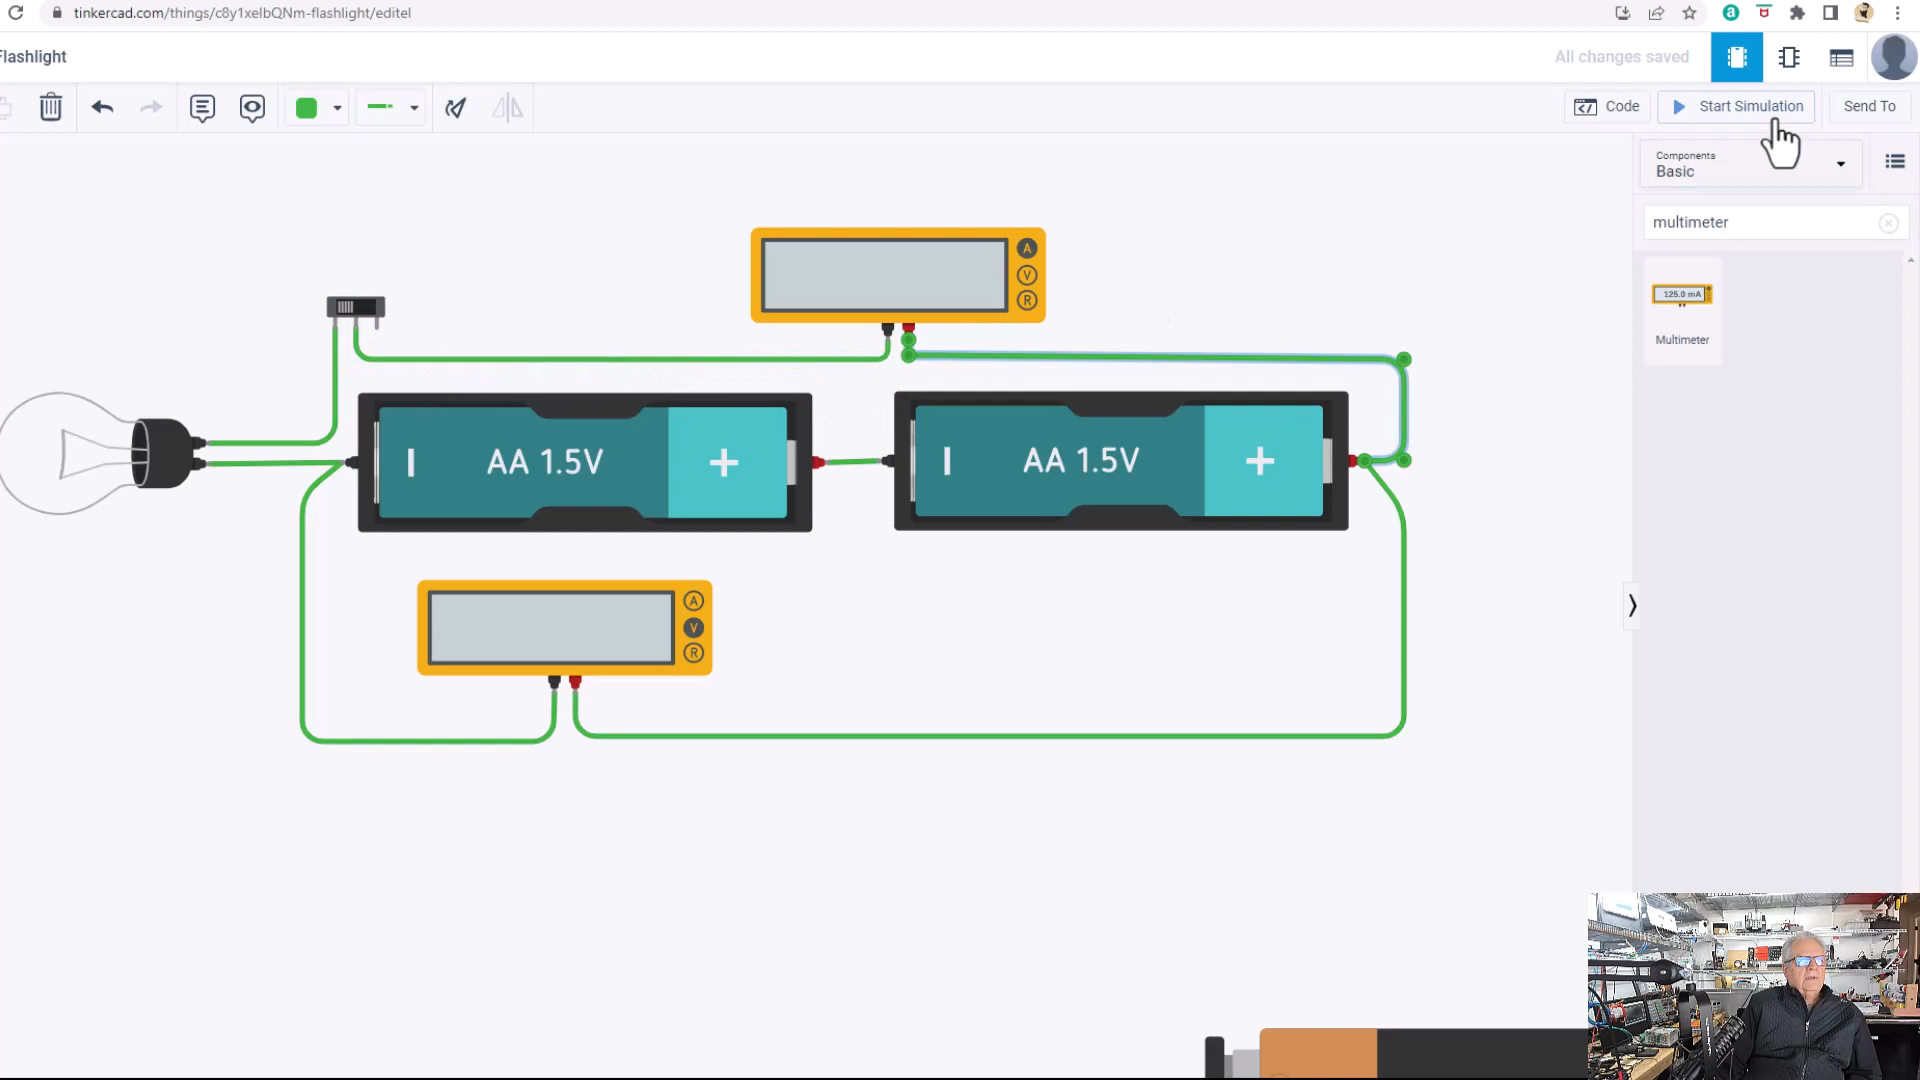 tinkercad.com/things/c8y1xelbQNm-flashlight/editel
Flashlight
All changes saved
Code
Start Simulation
Send To
Components
Basic
multimeter
125.0 mA
Multimeter
A
V
R
AA 1.5V
+
AA 1.5V
+
A
V
R